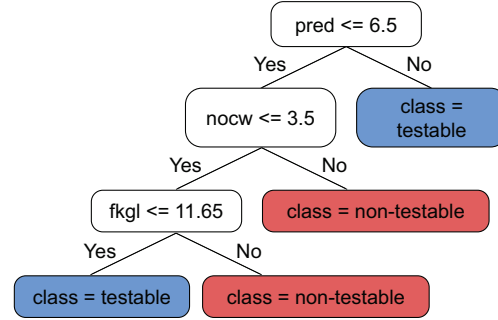 pred <= 6.5
Yes
No
nocw <= 3.5
class =
testable
Yes
No
fkgl <= 11.65
class = non-testable
Yes
No
class = testable
class = non-testable